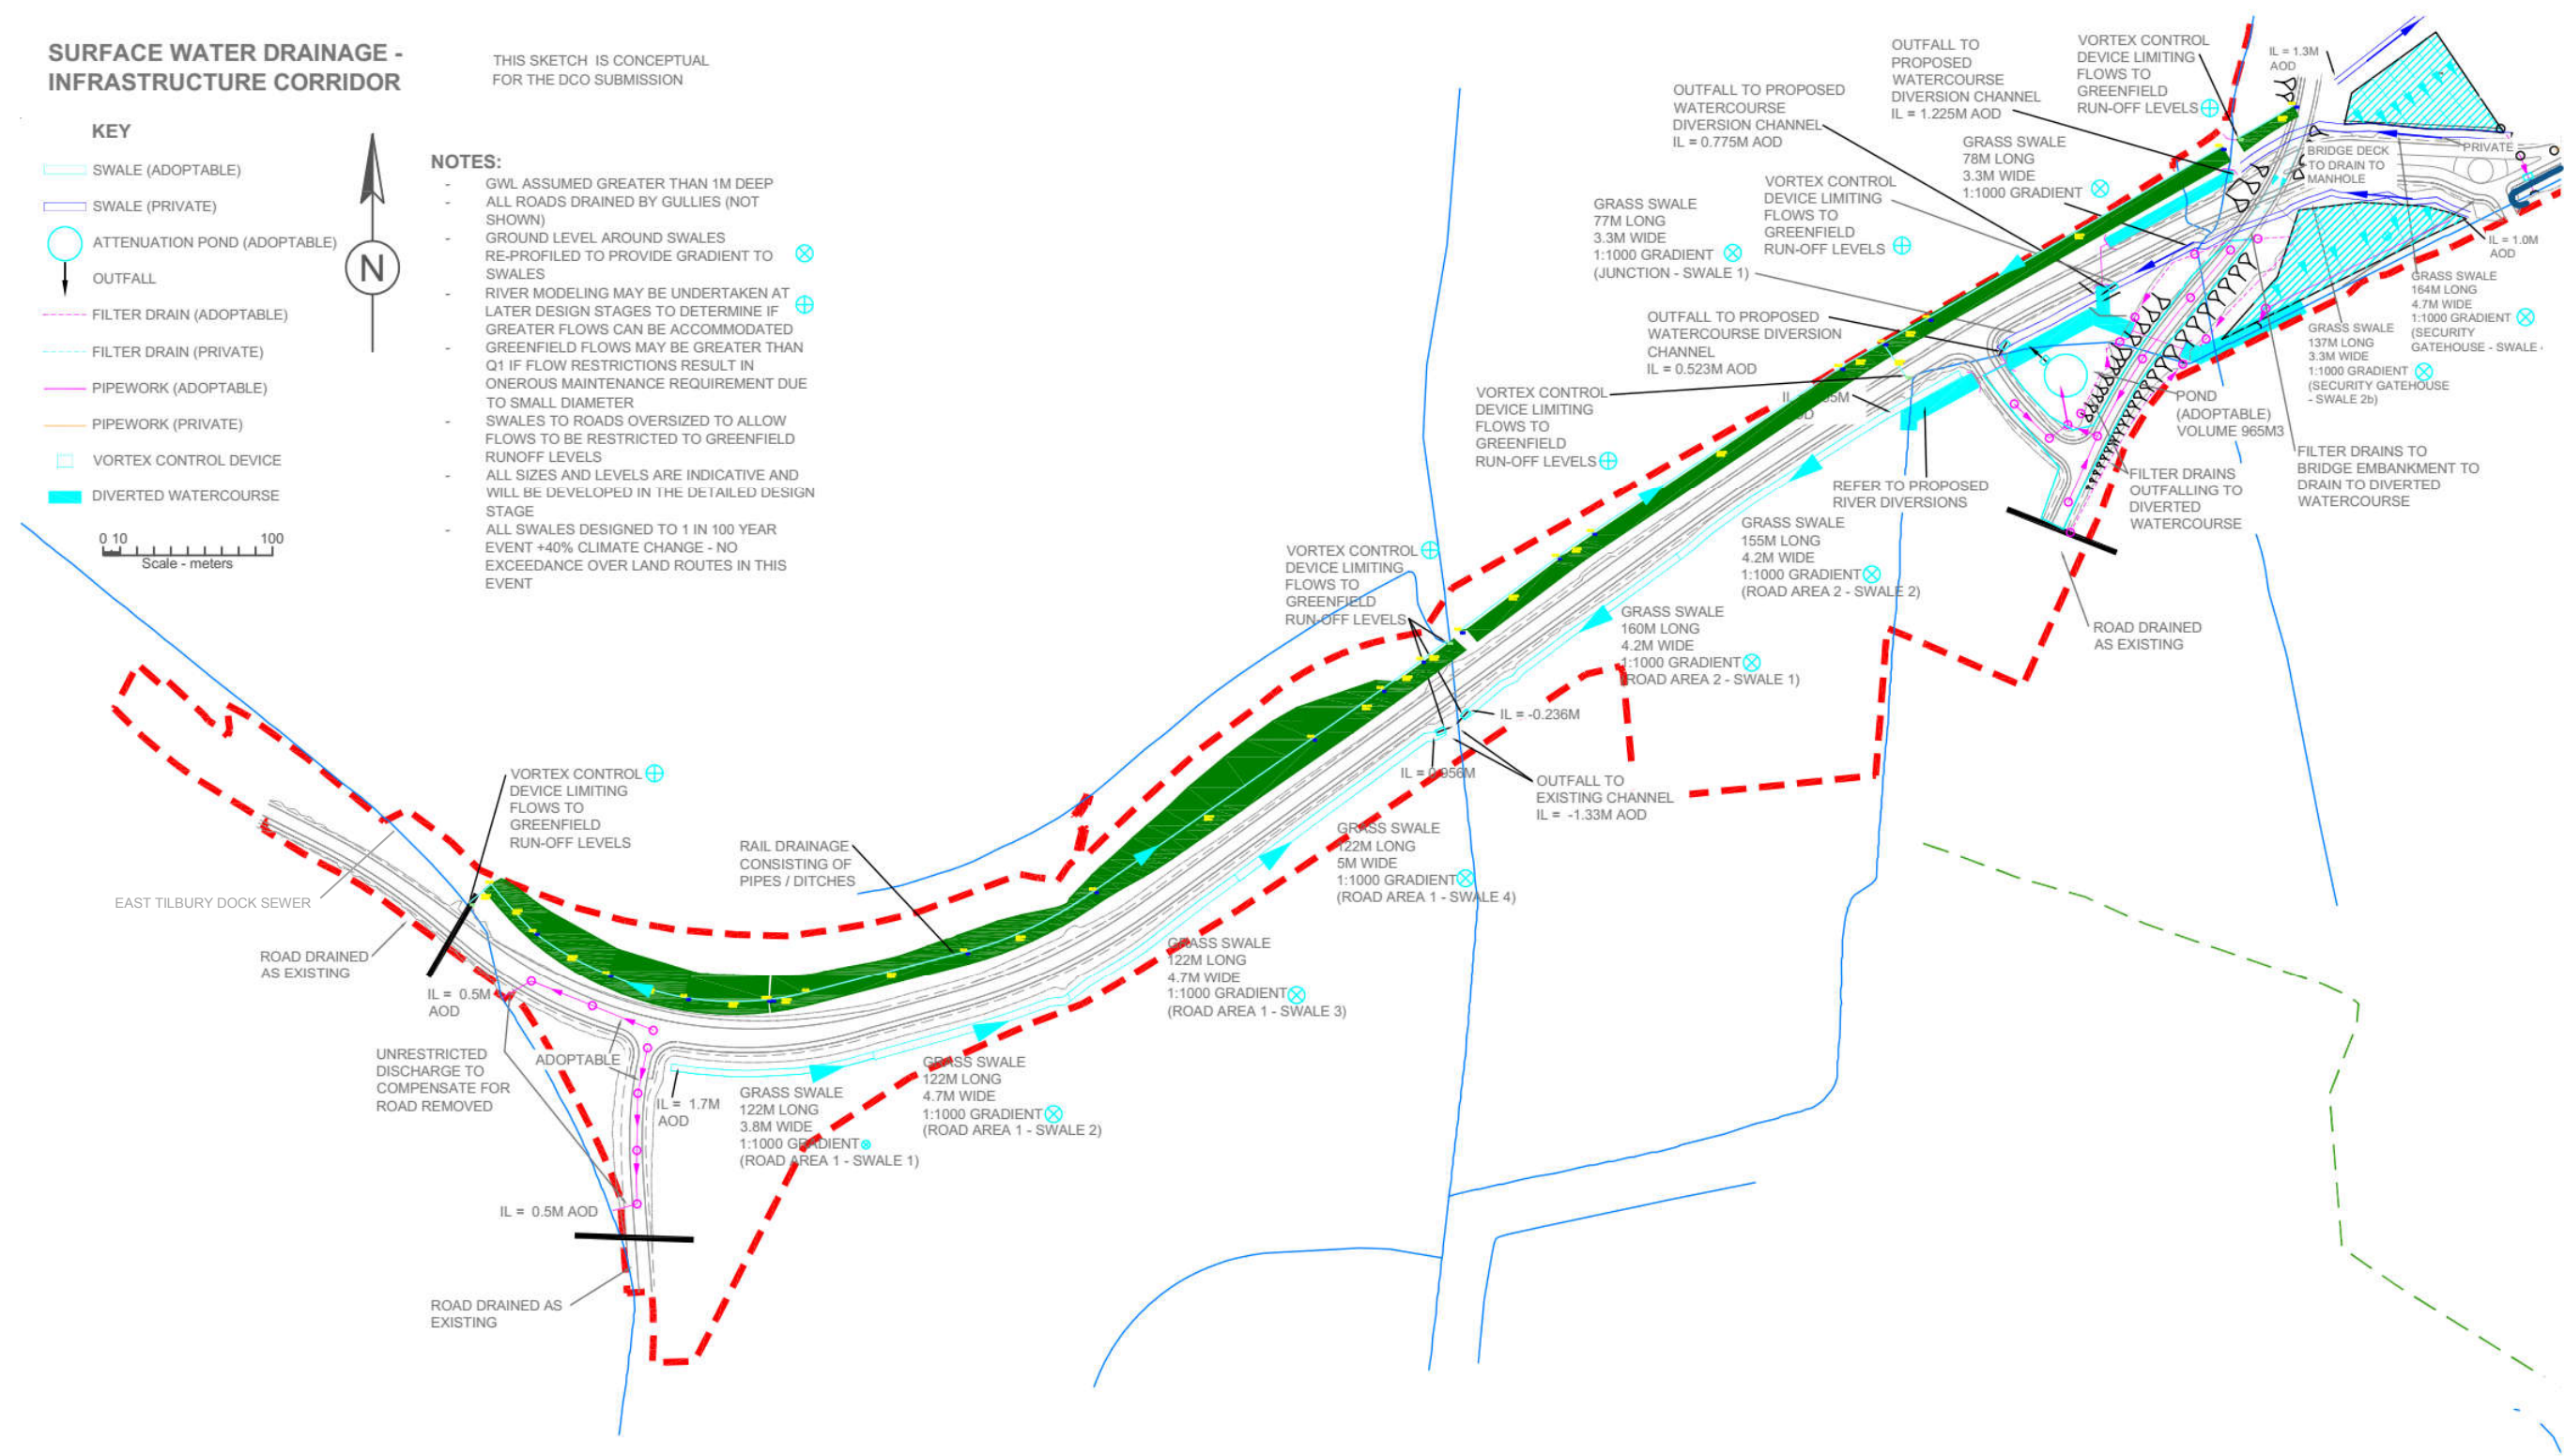 SURFACE WATER DRAINAGE -
INFRASTRUCTURE CORRIDOR
THIS SKETCH IS CONCEPTUAL
FOR THE DCO SUBMISSION
KEY
SWALE (ADOPTABLE)
SWALE (PRIVATE)
ATTENUATION POND (ADOPTABLE)
OUTFALL
FILTER DRAIN (ADOPTABLE)
FILTER DRAIN (PRIVATE)
PIPEWORK (ADOPTABLE)
PIPEWORK (PRIVATE)
VORTEX CONTROL DEVICE
DIVERTED WATERCOURSE
0 10 100
Scale - meters
N
NOTES:
- GWL ASSUMED GREATER THAN 1M DEEP
- ALL ROADS DRAINED BY GULLIES (NOT
SHOWN)
- GROUND LEVEL AROUND SWALES
RE-PROFILED TO PROVIDE GRADIENT TO
SWALES
- RIVER MODELING MAY BE UNDERTAKEN AT
LATER DESIGN STAGES TO DETERMINE IF
GREATER FLOWS CAN BE ACCOMMODATED
- GREENFIELD FLOWS MAY BE GREATER THAN
Q1 IF FLOW RESTRICTIONS RESULT IN
ONEROUS MAINTENANCE REQUIREMENT DUE
TO SMALL DIAMETER
- SWALES TO ROADS OVERSIZED TO ALLOW
FLOWS TO BE RESTRICTED TO GREENFIELD
RUNOFF LEVELS
- ALL SIZES AND LEVELS ARE INDICATIVE AND
WILL BE DEVELOPED IN THE DETAILED DESIGN
STAGE
- ALL SWALES DESIGNED TO 1 IN 100 YEAR
EVENT +40% CLIMATE CHANGE - NO
EXCEEDANCE OVER LAND ROUTES IN THIS
EVENT
OUTFALL TO
PROPOSED
WATERCOURSE
DIVERSION CHANNEL
IL = 1.225M AOD
VORTEX CONTROL
DEVICE LIMITING
FLOWS TO
GREENFIELD
RUN-OFF LEVELS
IL = 1.3M
AOD
OUTFALL TO PROPOSED
WATERCOURSE
DIVERSION CHANNEL
IL = 0.775M AOD
GRASS SWALE
78M LONG
3.3M WIDE
1:1000 GRADIENT
BRIDGE DECK
TO DRAIN TO
MANHOLE
PRIVATE
VORTEX CONTROL
DEVICE LIMITING
FLOWS TO
GREENFIELD
RUN-OFF LEVELS
GRASS SWALE
77M LONG
3.3M WIDE
1:1000 GRADIENT
(JUNCTION - SWALE 1)
IL = 1.0M
AOD
GRASS SWALE
164M LONG
4.7M WIDE
1:1000 GRADIENT
(SECURITY
GATEHOUSE - SWALE
OUTFALL TO PROPOSED
WATERCOURSE DIVERSION
CHANNEL
IL = 0.523M AOD
GRASS SWALE
137M LONG
3.3M WIDE
1:1000 GRADIENT
(SECURITY GATEHOUSE
- SWALE 2b)
VORTEX CONTROL
DEVICE LIMITING
FLOWS TO
GREENFIELD
RUN-OFF LEVELS
POND
(ADOPTABLE)
VOLUME 965M3
FILTER DRAINS TO
BRIDGE EMBANKMENT TO
DRAIN TO DIVERTED
WATERCOURSE
FILTER DRAINS
OUTFALLING TO
DIVERTED
WATERCOURSE
REFER TO PROPOSED
RIVER DIVERSIONS
GRASS SWALE
155M LONG
4.2M WIDE
1:1000 GRADIENT
(ROAD AREA 2 - SWALE 2)
VORTEX CONTROL
DEVICE LIMITING
FLOWS TO
GREENFIELD
RUN-OFF LEVELS
GRASS SWALE
160M LONG
4.2M WIDE
1:1000 GRADIENT
(ROAD AREA 2 - SWALE 1)
ROAD DRAINED
AS EXISTING
IL = -0.236M
IL = 0.956M
OUTFALL TO
EXISTING CHANNEL
IL = -1.33M AOD
VORTEX CONTROL
DEVICE LIMITING
FLOWS TO
GREENFIELD
RUN-OFF LEVELS
RAIL DRAINAGE
CONSISTING OF
PIPES / DITCHES
GRASS SWALE
122M LONG
5M WIDE
1:1000 GRADIENT
(ROAD AREA 1 - SWALE 4)
EAST TILBURY DOCK SEWER
ROAD DRAINED
AS EXISTING
GRASS SWALE
122M LONG
4.7M WIDE
1:1000 GRADIENT
(ROAD AREA 1 - SWALE 3)
IL = 0.5M
AOD
UNRESTRICTED
DISCHARGE TO
COMPENSATE FOR
ROAD REMOVED
ADOPTABLE
IL = 1.7M
AOD
GRASS SWALE
122M LONG
3.8M WIDE
1:1000 GRADIENT
(ROAD AREA 1 - SWALE 1)
GRASS SWALE
122M LONG
4.7M WIDE
1:1000 GRADIENT
(ROAD AREA 1 - SWALE 2)
IL = 0.5M AOD
ROAD DRAINED AS
EXISTING